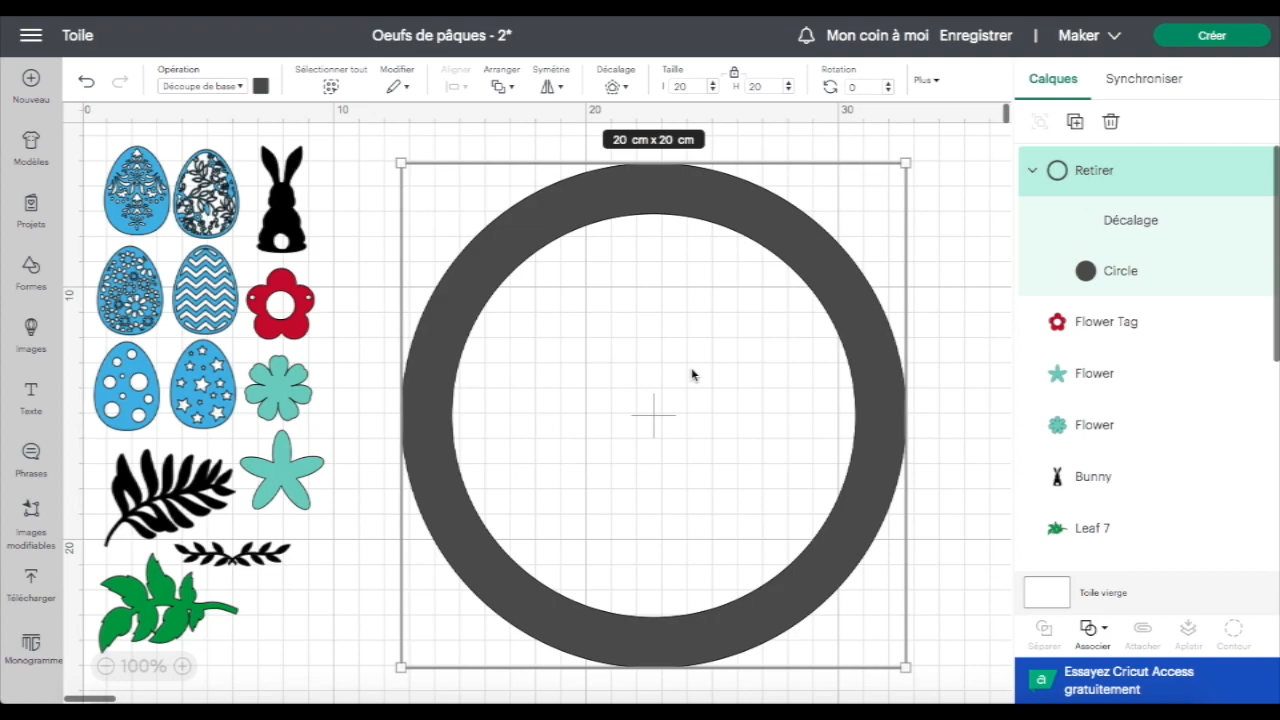 Toile
Oeufs de pâques - 2*
Mon coin à moi
Enregistrer
|
Maker
Créer
Nouveau
Modèles
Projets
Formes
Images
Texte
Phrases
Images
modifiables
Télécharger
Monogramme
Opération
Découpe de base
Sélectionner tout
Modifier
Aligner
Arranger
Symétrie
Décalage
Taille
l 20
H 20
Rotation
0
Plus
0
10
20
30
10
20
20 cm x 20 cm
100%
Calques
Synchroniser
Retirer
Décalage
Circle
Flower Tag
Flower
Flower
Bunny
Leaf 7
Toile vierge
Séparer
Associer
Attacher
Aplatir
Contour
a
Essayez Cricut Access
gratuitement